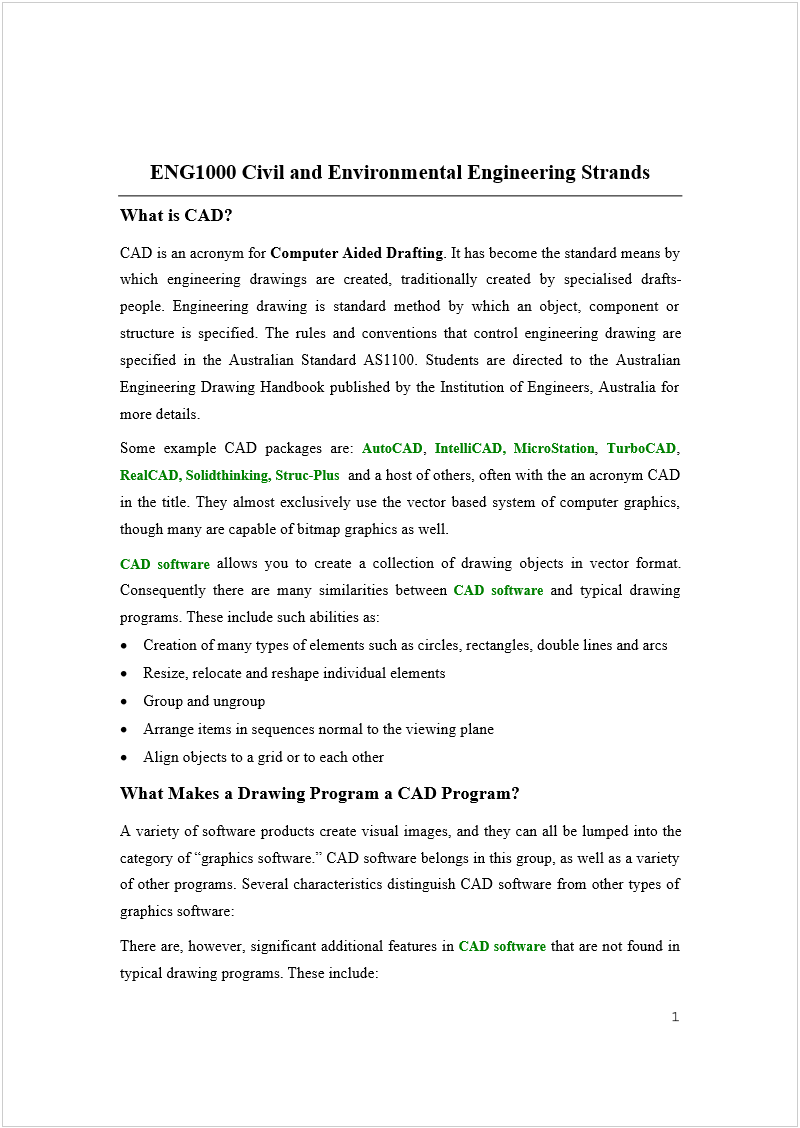 ENG1000 Civil and Environmental Engineering Strands
What is CAD?
CAD is an acronym for Computer Aided Drafting. It has become the standard means by
which engineering drawings are created, traditionally created by specialised drafts-
people. Engineering drawing is standard method by which an object, component or
structure is specified. The rules and conventions that control engineering drawing are
specified in the Australian Standard AS1100. Students are directed to the Australian
Engineering Drawing Handbook published by the Institution of Engineers, Australia for
more details.
Some example CAD packages are: AutoCAD, IntelliCAD, MicroStation, TurboCAD,
RealCAD, Solidthinking, Struc-Plus and a host of others, often with the an acronym CAD
in the title. They almost exclusively use the vector based system of computer graphics,
though many are capable of bitmap graphics as well.
CAD software allows you to create a collection of drawing objects in vector format.
Consequently there are many similarities between CAD software and typical drawing
programs. These include such abilities as:
• Creation of many types of elements such as circles, rectangles, double lines and arcs
• Resize, relocate and reshape individual elements
• Group and ungroup
• Arrange items in sequences normal to the viewing plane
• Align objects to a grid or to each other
What Makes a Drawing Program a CAD Program?
A variety of software products create visual images, and they can all be lumped into the
category of “graphics software.” CAD software belongs in this group, as well as a variety
of other programs. Several characteristics distinguish CAD software from other types of
graphics software:
There are, however, significant additional features in CAD software that are not found in
typical drawing programs. These include:
1